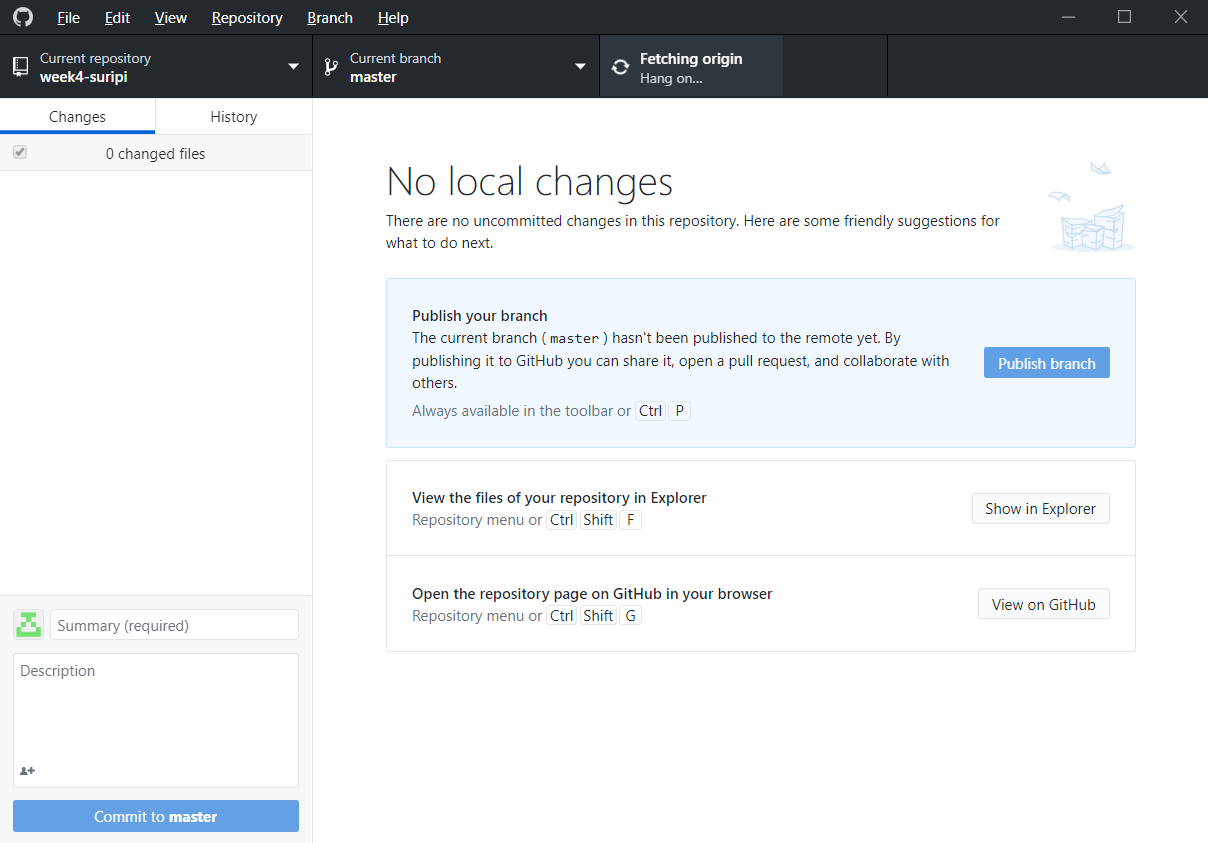 File Edit View Repository Branch Help
Current repository
week4-suripi
Current branch
master
Fetching origin
Hang on...
Changes
History
0 changed files
No local changes
There are no uncommitted changes in this repository. Here are some friendly suggestions for
what to do next.
Publish your branch
The current branch ( master ) hasn't been published to the remote yet. By
publishing it to GitHub you can share it, open a pull request, and collaborate with
others.
Always available in the toolbar or Ctrl P
Publish branch
View the files of your repository in Explorer
Repository menu or Ctrl Shift F
Show in Explorer
Open the repository page on GitHub in your browser
Repository menu or Ctrl Shift G
View on GitHub
Summary (required)
Description
Commit to master